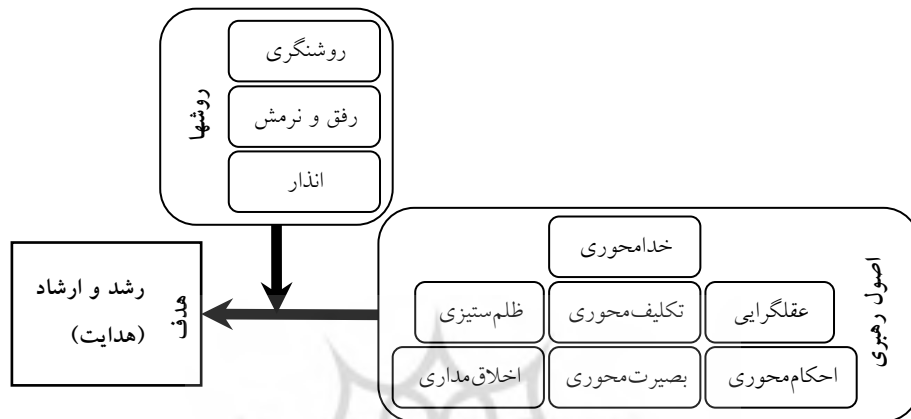 روشها
روشنگری
رفق و نرمش
انذار
اصول رهبری
خدامحوری
عقلگرایی
تکلیف‌محوری
ظلم‌ستیزی
احکام‌محوری
بصیرت‌محوری
اخلاق‌مداری
هدف
رشد و ارشاد
(هدایت)